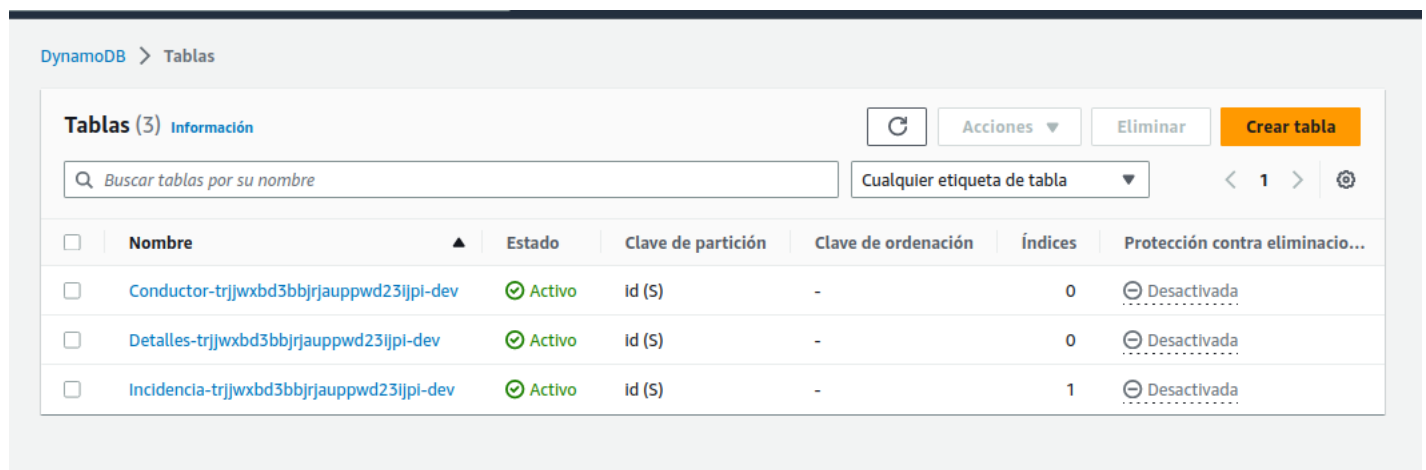 DynamoDB > Tablas
Tablas (3) Información
Acciones ▼ Eliminar Crear tabla
Buscar tablas por su nombre Cualquier etiqueta de tabla ▼ < 1 >
Nombre ▲ Estado Clave de partición Clave de ordenación Índices Protección contra eliminacio...
Conductor-trjjwxbd3bbjrjauppwd23ijpi-dev Activo id (S) - 0 Desactivada
Detalles-trjjwxbd3bbjrjauppwd23ijpi-dev Activo id (S) - 0 Desactivada
Incidencia-trjjwxbd3bbjrjauppwd23ijpi-dev Activo id (S) - 1 Desactivada